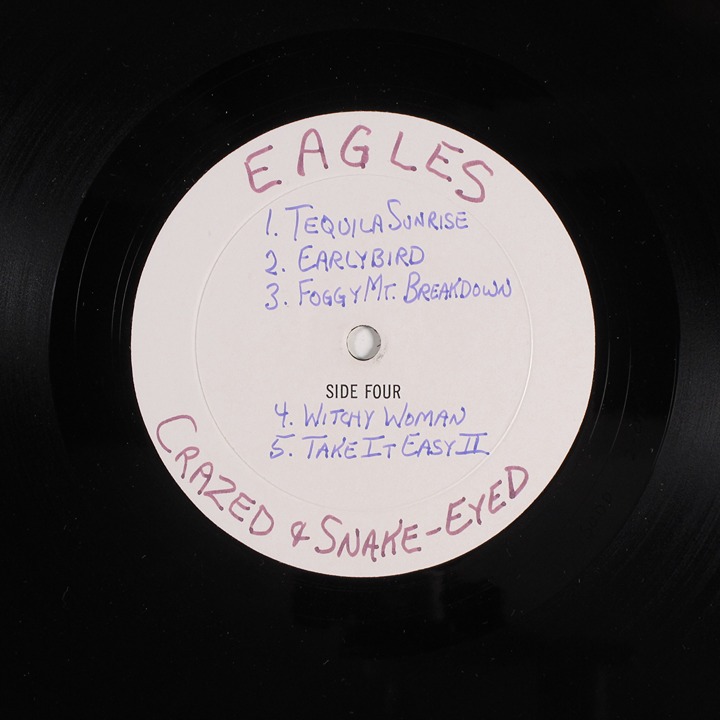 EAGLES
1. TEQUILA SUNRISE
2. EARLYBIRD
3. FOGGY MT. BREAKDOWN
SIDE FOUR
4. WITCHY WOMAN
5. TAKE IT EASY II
CRAZED & SNAKE-EYED